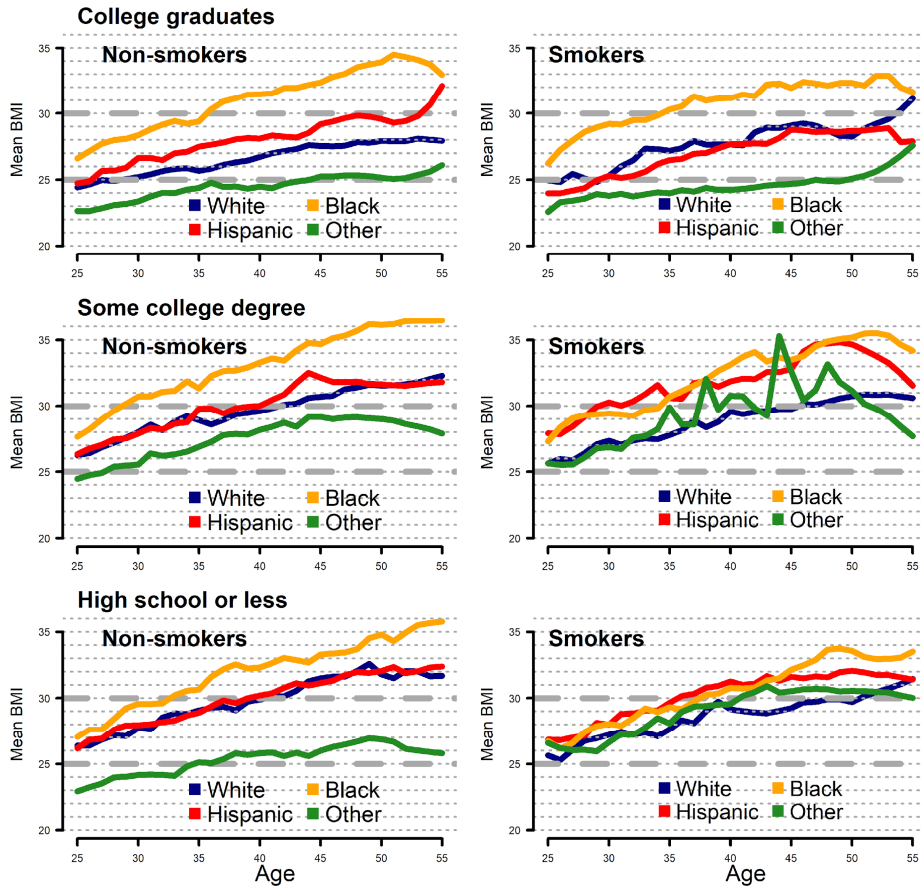 College graduates
Non-smokers
Mean BMI
35
30
25
20
White
Black
Hispanic
Other
25 30 35 40 45 50 55
Smokers
Mean BMI
35
30
25
20
White
Black
Hispanic
Other
25 30 35 40 45 50 55
Some college degree
Non-smokers
Mean BMI
35
30
25
20
White
Black
Hispanic
Other
25 30 35 40 45 50 55
Smokers
Mean BMI
35
30
25
20
White
Black
Hispanic
Other
25 30 35 40 45 50 55
High school or less
Non-smokers
Mean BMI
35
30
25
20
White
Black
Hispanic
Other
25 30 35 40 45 50 55
Age
Smokers
Mean BMI
35
30
25
20
White
Black
Hispanic
Other
25 30 35 40 45 50 55
Age